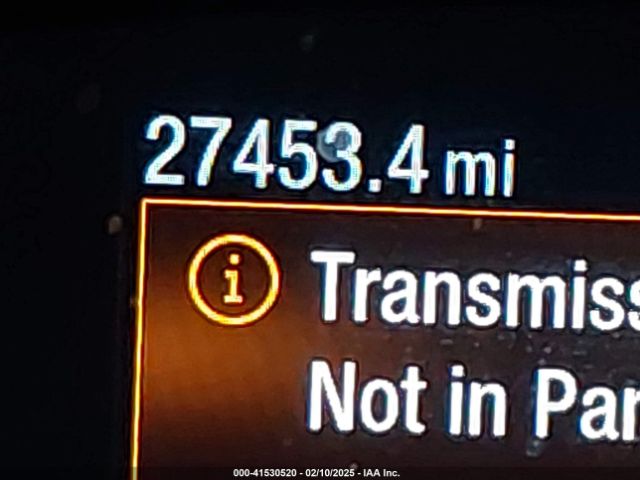 27453.4 mi
i
Transmiss
Not in Par
000-41530520 - 02/10/2025 - IAA Inc.